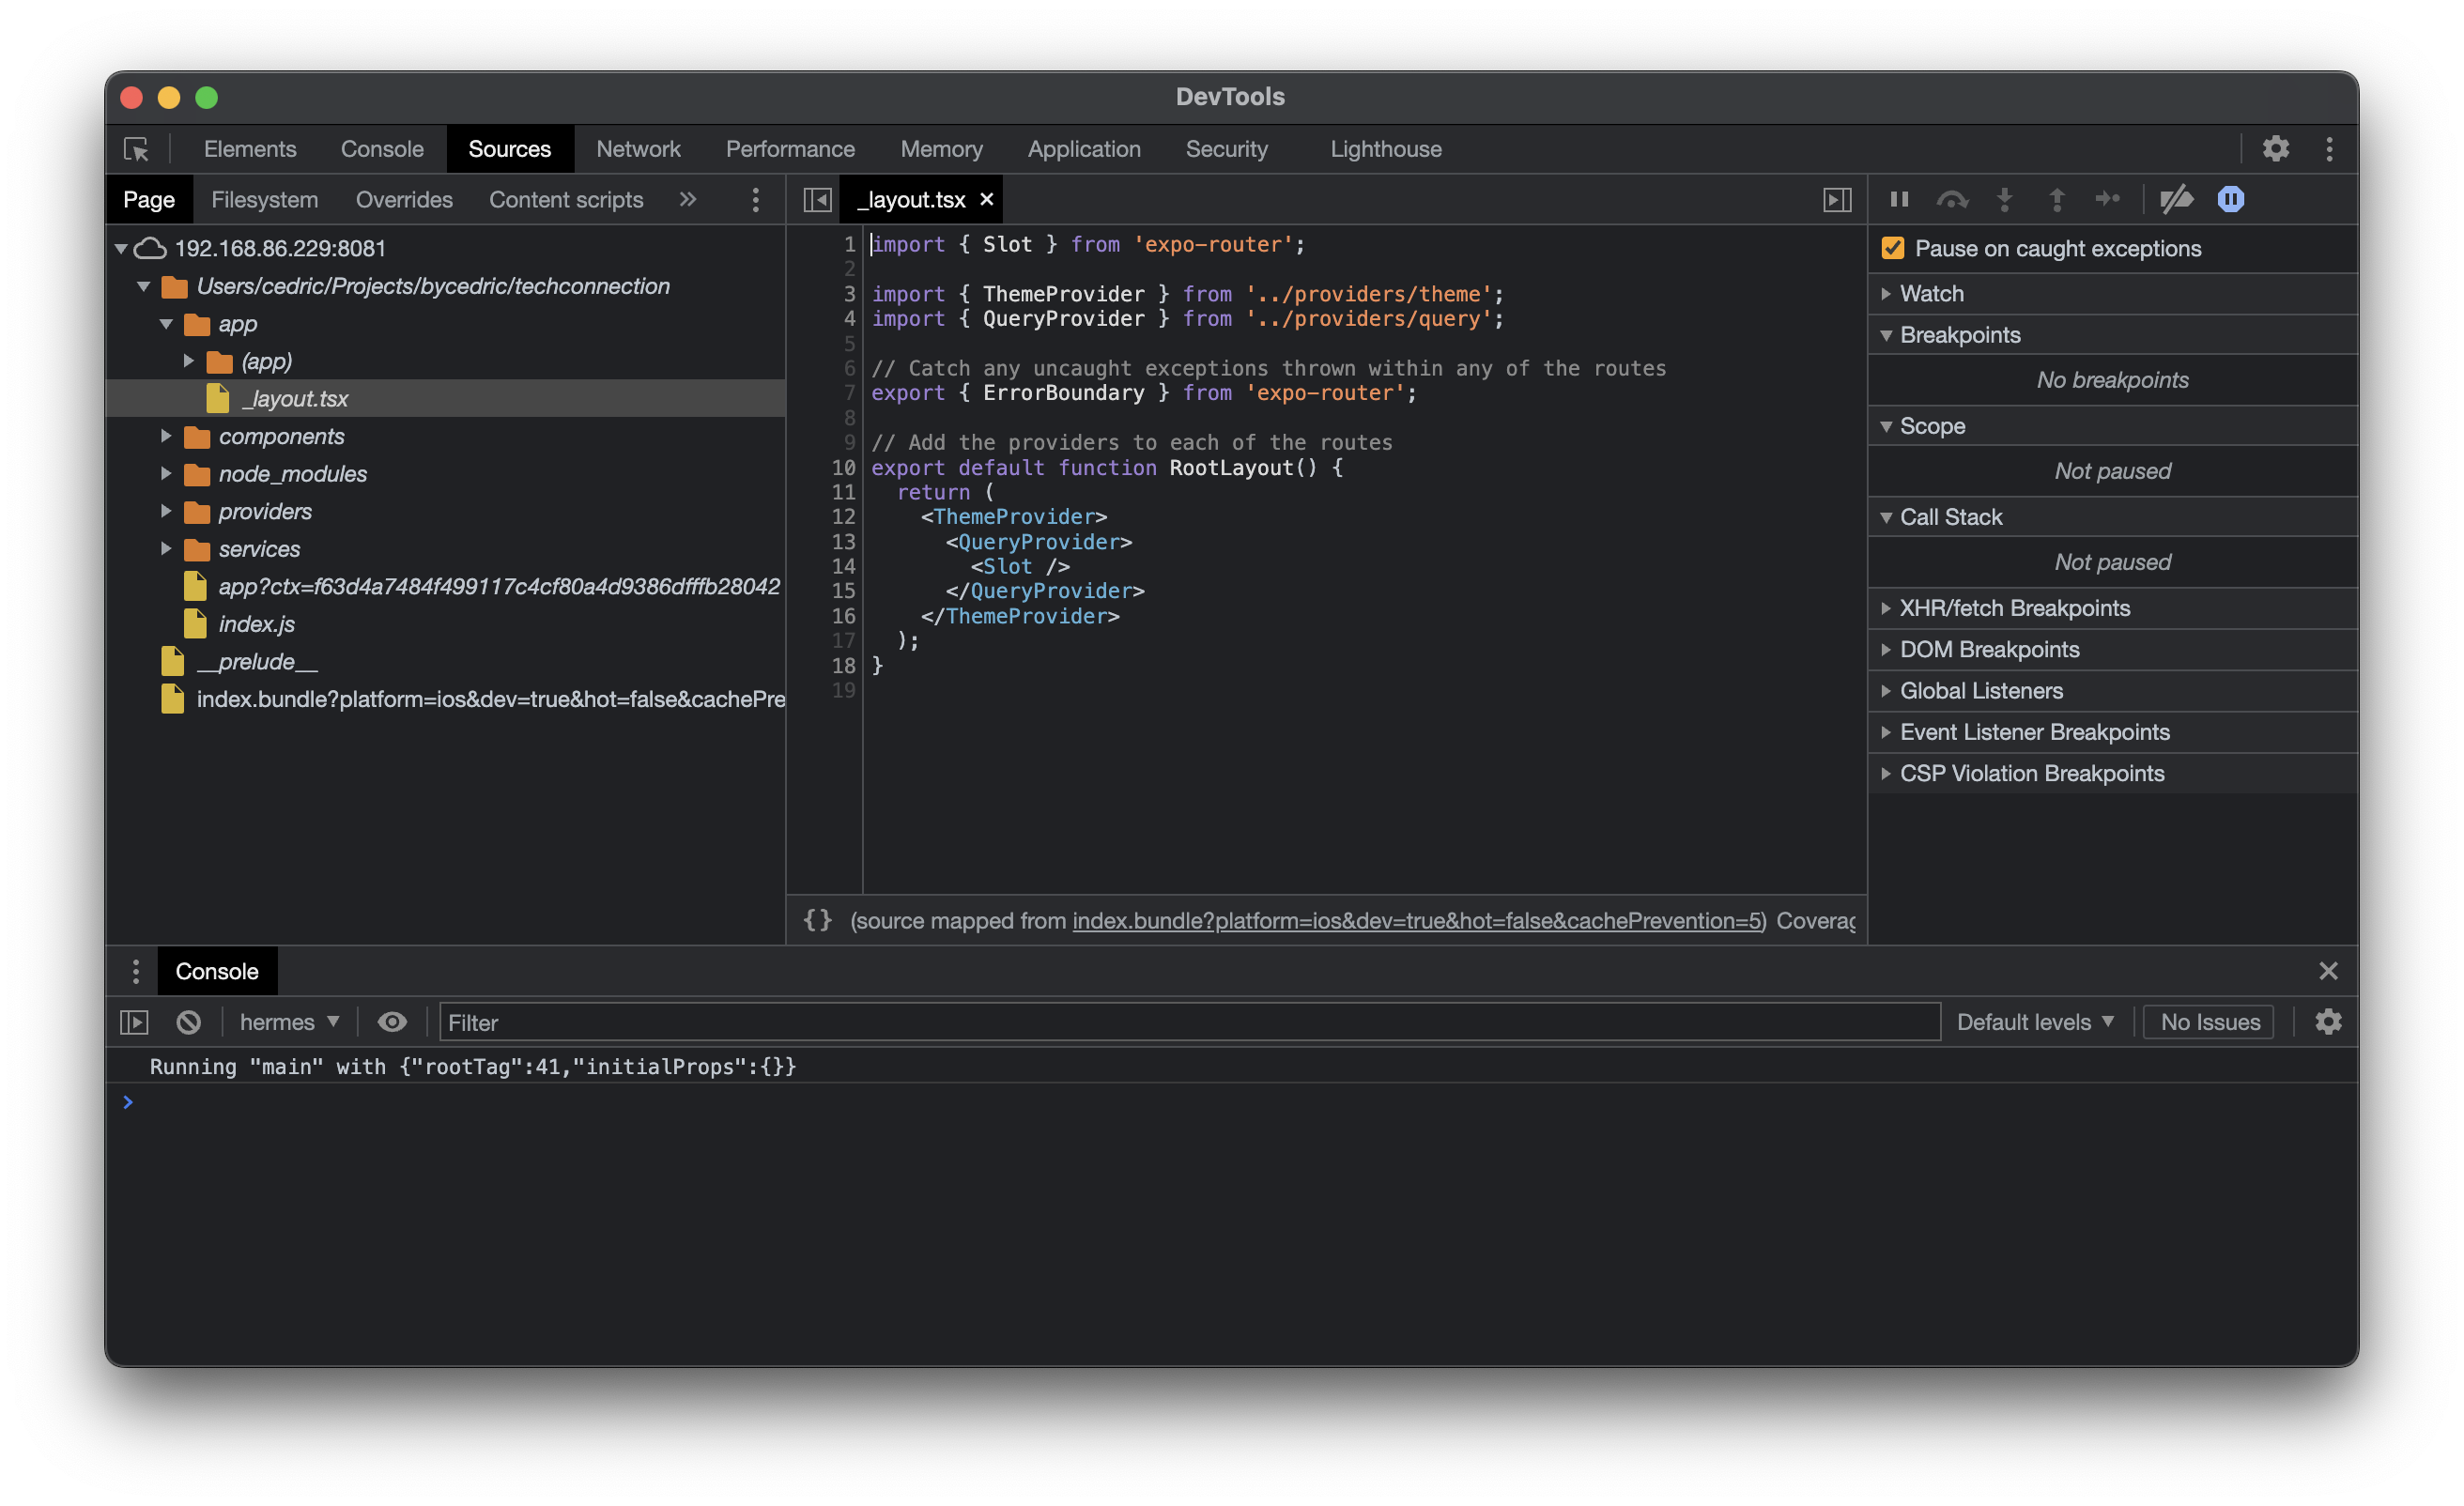 DevTools
Elements Console Sources Network Performance Memory Application Security Lighthouse
Page Filesystem Overrides Content scripts »
192.168.86.229:8081
Users/cedric/Projects/bycedric/techconnection
app
(app)
_layout.tsx
components
node_modules
providers
services
app?ctx=f63d4a7484f499117c4cf80a4d9386dfffb28042
index.js
__prelude__
index.bundle?platform=ios&dev=true&hot=false&cachePre
_layout.tsx ×
1 import { Slot } from 'expo-router';
2
3 import { ThemeProvider } from '../providers/theme';
4 import { QueryProvider } from '../providers/query';
5
6 // Catch any uncaught exceptions thrown within any of the routes
7 export { ErrorBoundary } from 'expo-router';
8
9 // Add the providers to each of the routes
10 export default function RootLayout() {
11   return (
12     <ThemeProvider>
13       <QueryProvider>
14         <Slot />
15       </QueryProvider>
16     </ThemeProvider>
17   );
18 }
19
{} (source mapped from index.bundle?platform=ios&dev=true&hot=false&cachePrevention=5) Coverag
Pause on caught exceptions
Watch
Breakpoints
No breakpoints
Scope
Not paused
Call Stack
Not paused
XHR/fetch Breakpoints
DOM Breakpoints
Global Listeners
Event Listener Breakpoints
CSP Violation Breakpoints
Console
hermes Filter Default levels No Issues
Running "main" with {"rootTag":41,"initialProps":{}}